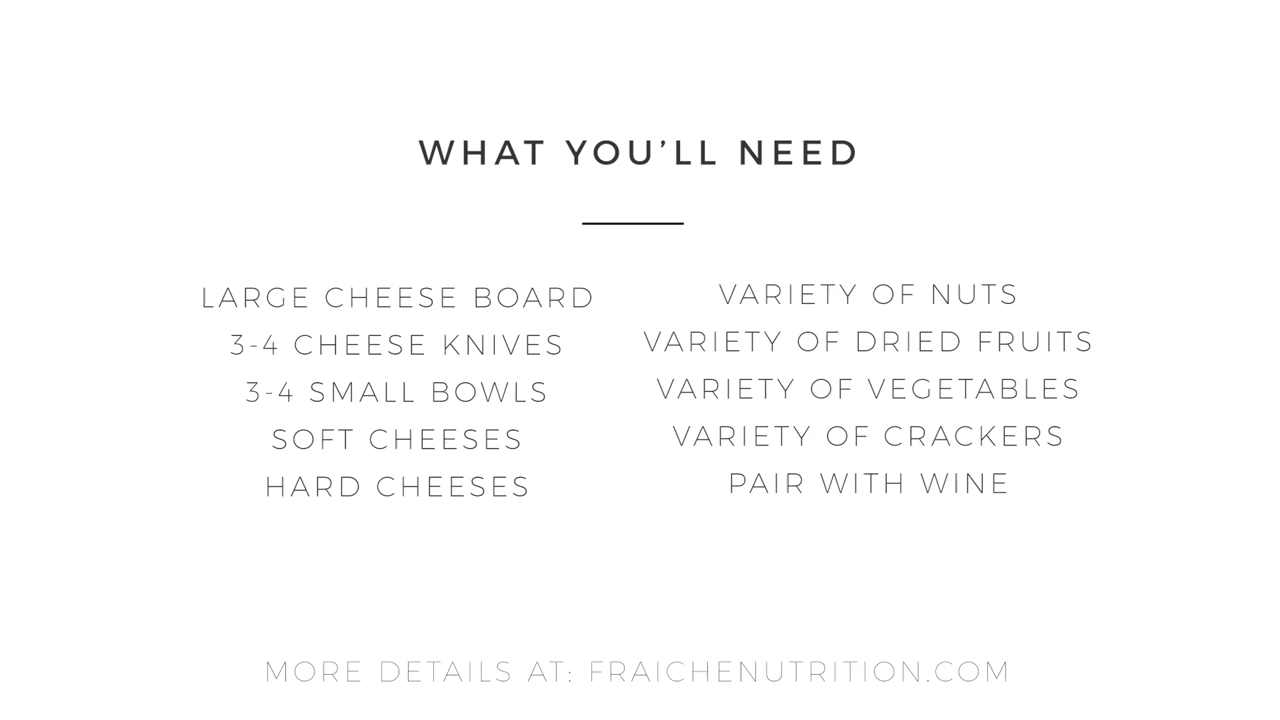 WHAT YOU'LL NEED
LARGE CHEESE BOARD
3-4 CHEESE KNIVES
3-4 SMALL BOWLS
SOFT CHEESES
HARD CHEESES
VARIETY OF NUTS
VARIETY OF DRIED FRUITS
VARIETY OF VEGETABLES
VARIETY OF CRACKERS
PAIR WITH WINE
MORE DETAILS AT: FRAICHENUTRITION.COM